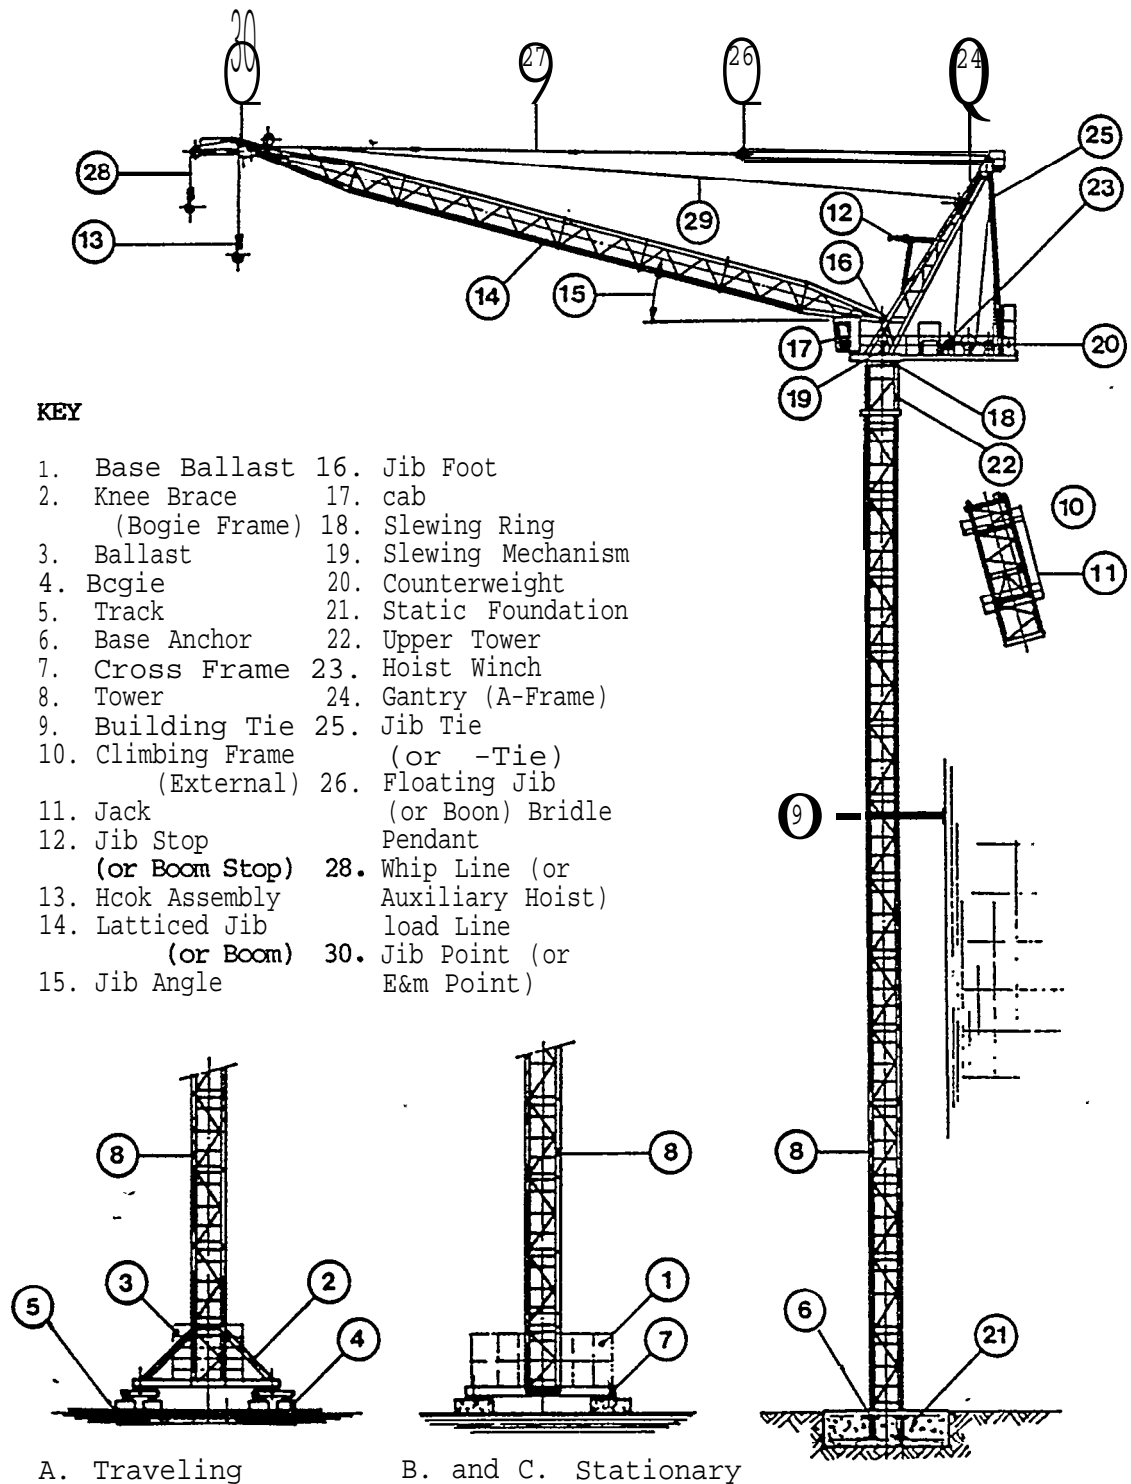 30
27
26
24
25
28
23
12
13
29
16
14
15
17
20
19
18
22
10
11
KEY
1. Base Ballast
2. Knee Brace
(Bogie Frame)
3. Ballast
4. Bcgie
5. Track
6. Base Anchor
7. Cross Frame
8. Tower
9. Building Tie
10. Climbing Frame
(External)
11. Jack
12. Jib Stop
(or Boom Stop)
13. Hcok Assembly
14. Latticed Jib
(or Boom)
15. Jib Angle
16. Jib Foot
17. cab
18. Slewing Ring
19. Slewing Mechanism
20. Counterweight
21. Static Foundation
22. Upper Tower
23. Hoist Winch
24. Gantry (A-Frame)
25. Jib Tie
(or -Tie)
26. Floating Jib
(or Boon) Bridle
Pendant
28. Whip Line (or
Auxiliary Hoist)
load Line
30. Jib Point (or
E&m Point)
9
8
8
8
3
2
5
4
1
7
6
21
A. Traveling
B. and C. Stationary